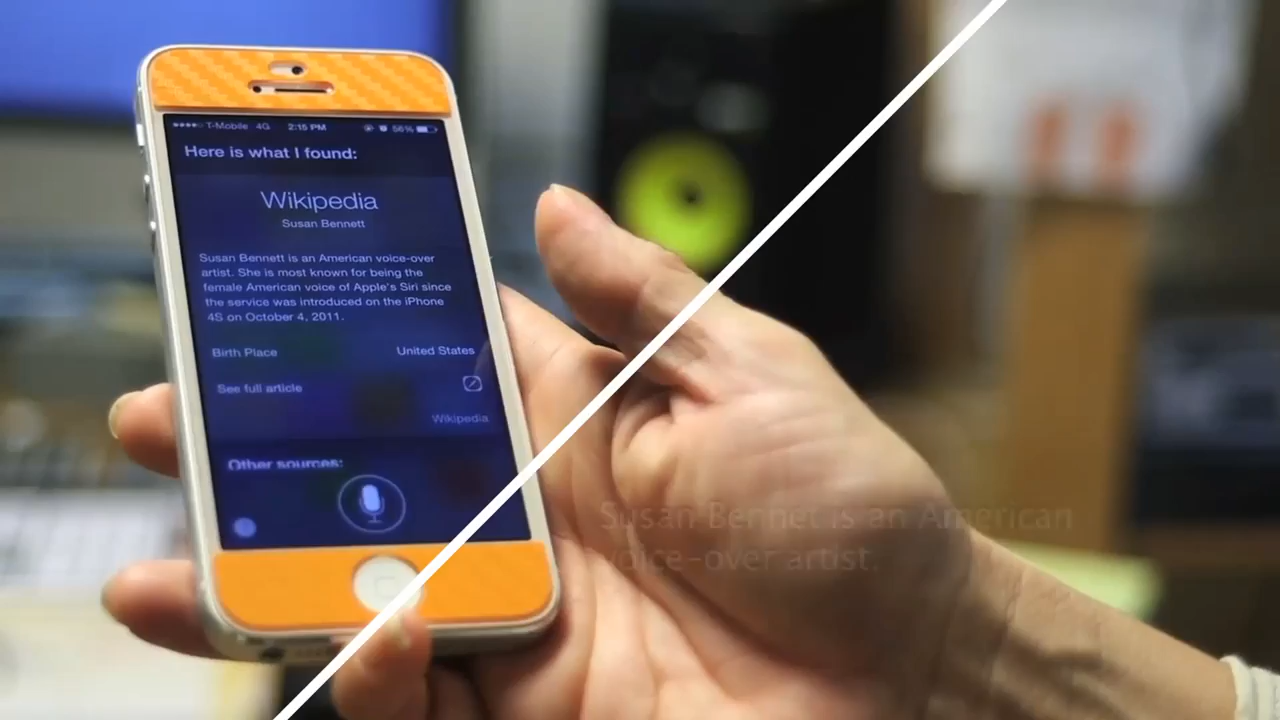 T-Mobile 4G 2:15 PM 56%
Here is what I found:
Wikipedia
Susan Bennett
Susan Bennett is an American voice-over
artist. She is most known for being the
female American voice of Apple's Siri since
the service was introduced on the iPhone
4S on October 4, 2011.
Birth Place United States
See full article
Wikipedia
Other sources:
Susan Bennet is an American
voice-over artist.